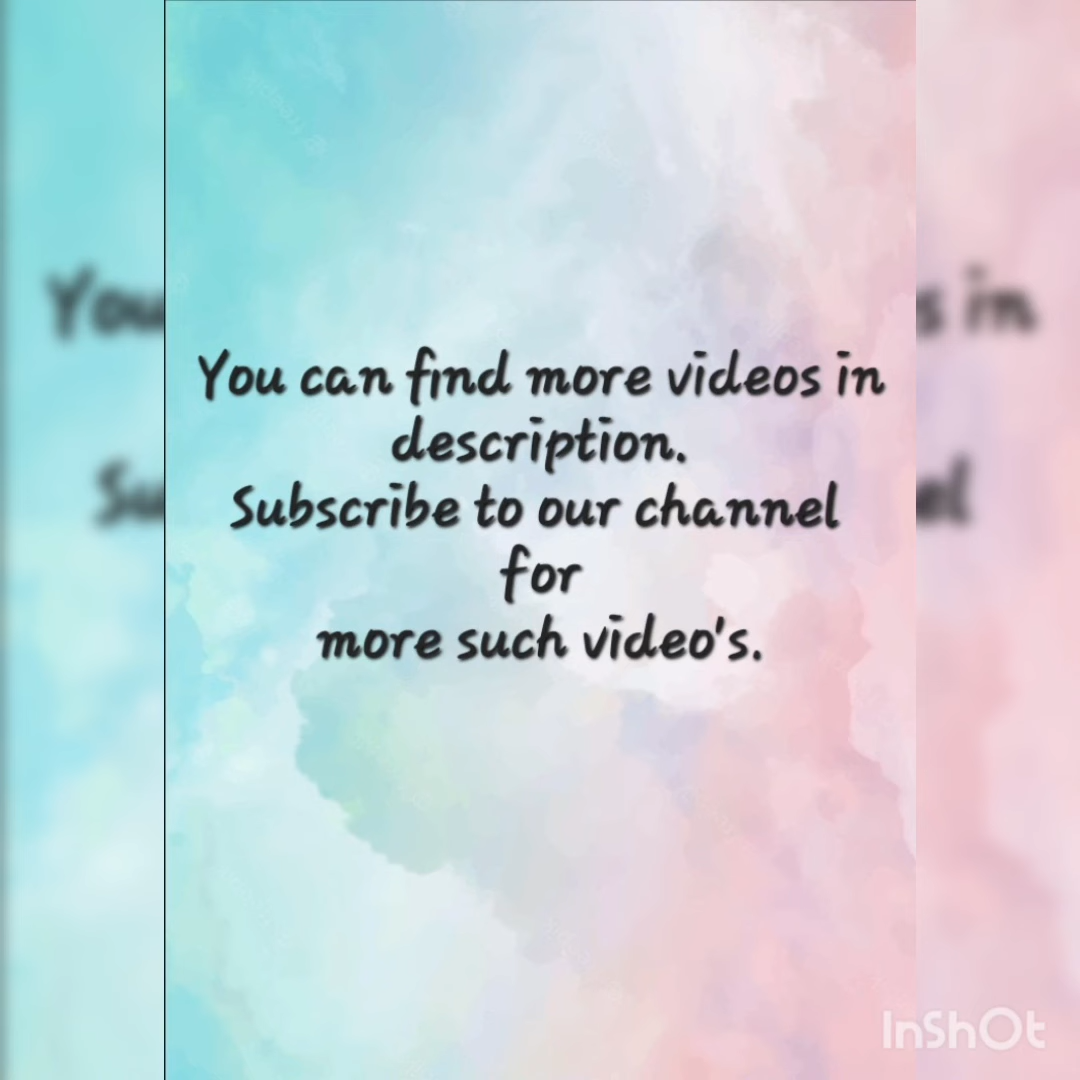 You can find more videos in
description.
Subscribe to our channel
for
more such video's.
InShOt